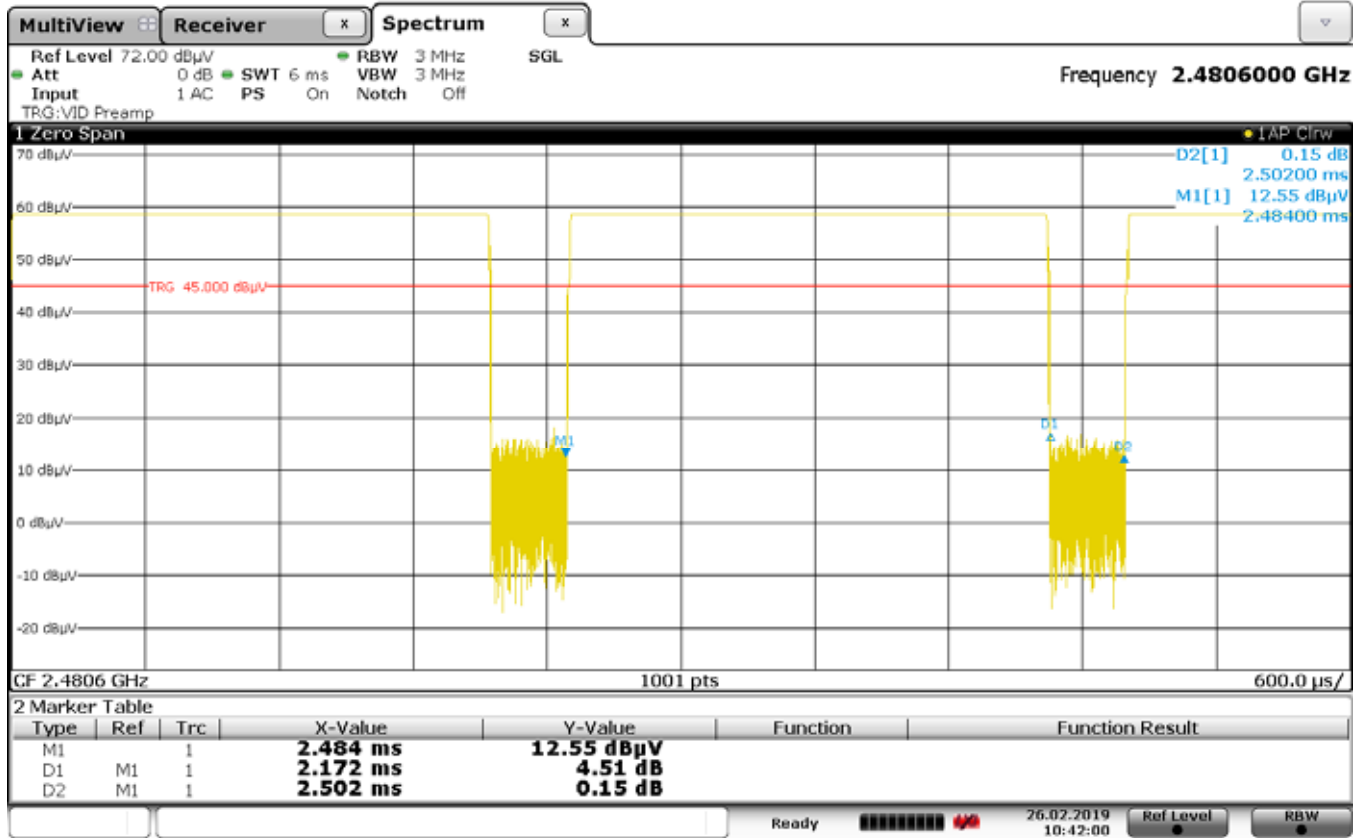 MultiView Receiver x Spectrum x
Ref Level 72.00 dBµV RBW 3 MHz SGL
Att 0 dB SWT 6 ms VBW 3 MHz Frequency 2.4806000 GHz
Input 1 AC PS On Notch Off
TRG:VID Preamp
1 Zero Span 1AP Clrw
70 dBµV D2[1] 0.15 dB
2.50200 ms
M1[1] 12.55 dBµV
60 dBµV 2.48400 ms
50 dBµV
TRG 45.000 dBµV
40 dBµV
30 dBµV
20 dBµV
D1
M1 D2
10 dBµV
0 dBµV
-10 dBµV
-20 dBµV
CF 2.4806 GHz 1001 pts 600.0 µs/
2 Marker Table
Type Ref Trc X-Value Y-Value Function Function Result
M1 1 2.484 ms 12.55 dBµV
D1 M1 1 2.172 ms 4.51 dB
D2 M1 1 2.502 ms 0.15 dB
Ready 26.02.2019 Ref Level RBW
10:42:00